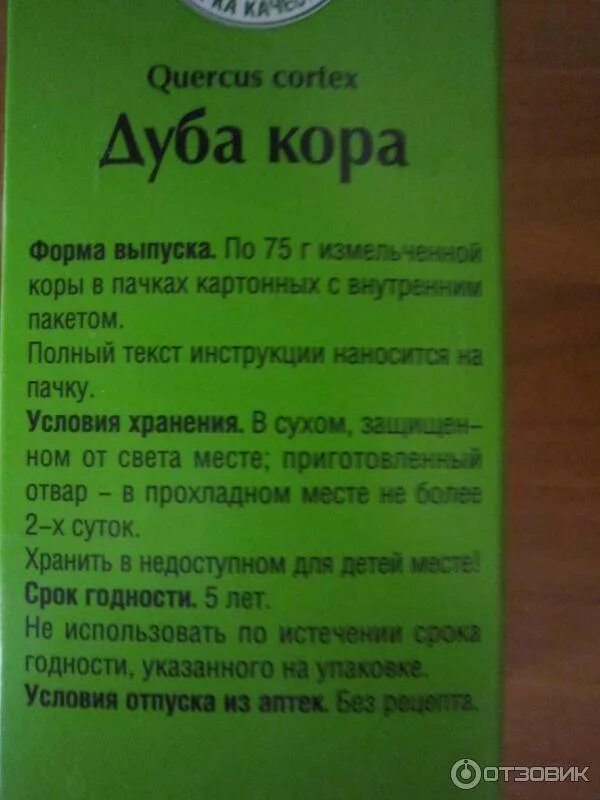 РКА КАЧЕС
Quercus cortex
Дуба кора
Форма выпуска. По 75 г измельченной
коры в пачках картонных с внутренним
пакетом.
Полный текст инструкции наносится на
пачку.
Условия хранения. В сухом, защищен-
ном от света месте; приготовленный
отвар – в прохладном месте не более
2-х суток.
Хранить в недоступном для детей месте!
Срок годности. 5 лет.
Не использовать по истечении срока
годности, указанного на упаковке.
Условия отпуска из аптек. Без рецепта.
ОТЗОВИК